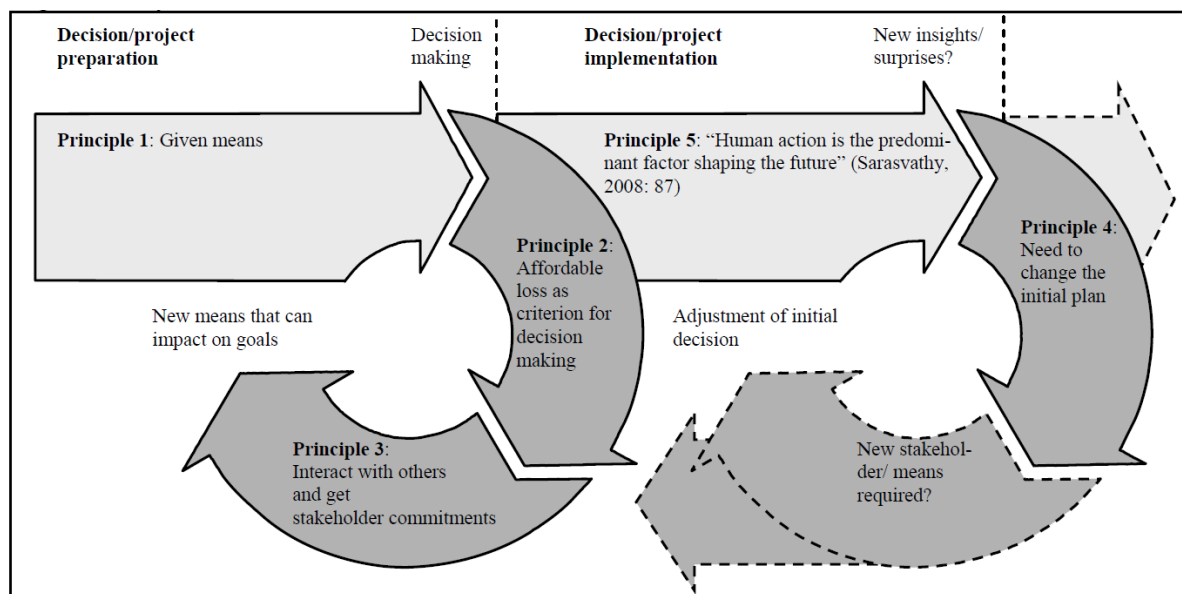 Decision/project
preparation
Decision
making
Decision/project
implementation
New insights/
surprises?
Principle 1: Given means
Principle 5: “Human action is the predomi-
nant factor shaping the future” (Sarasvathy,
2008: 87)
Principle 2:
Affordable
loss as
criterion for
decision
making
Principle 4:
Need to
change the
initial plan
New means that can
impact on goals
Adjustment of initial
decision
Principle 3:
Interact with others
and get
stakeholder commitments
New stakehol-
der/ means
required?